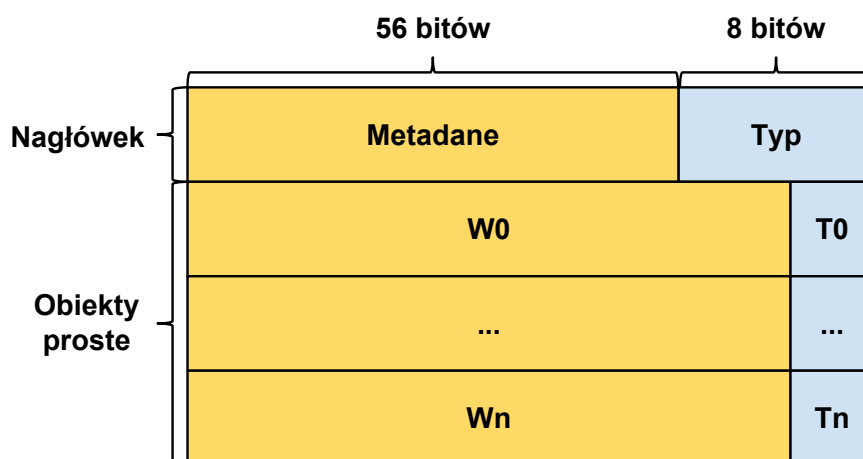 56 bitów 8 bitów
Nagłówek Metadane Typ
W0 T0
Obiekty
proste
... ...
Wn Tn